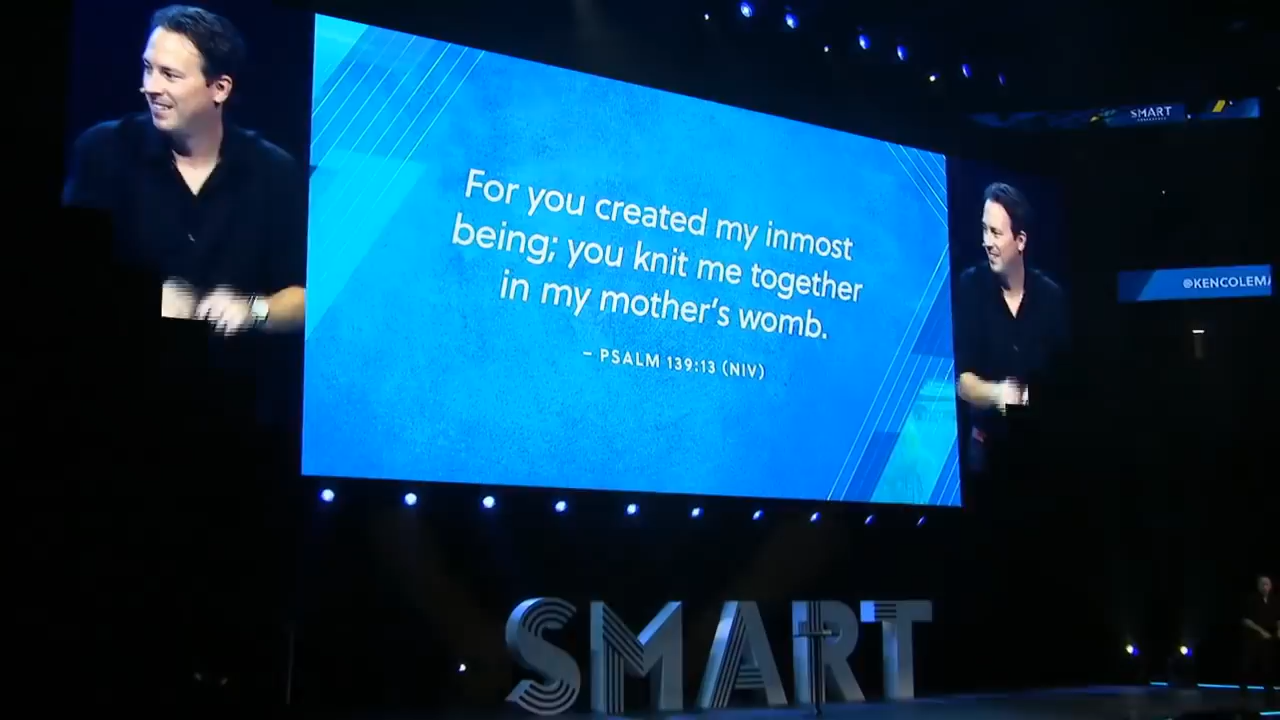 For you created my inmost
being; you knit me together
in my mother's womb.
– PSALM 139:13 (NIV)
SMART
CONFERENCE
@KENCOLEMA
SMART